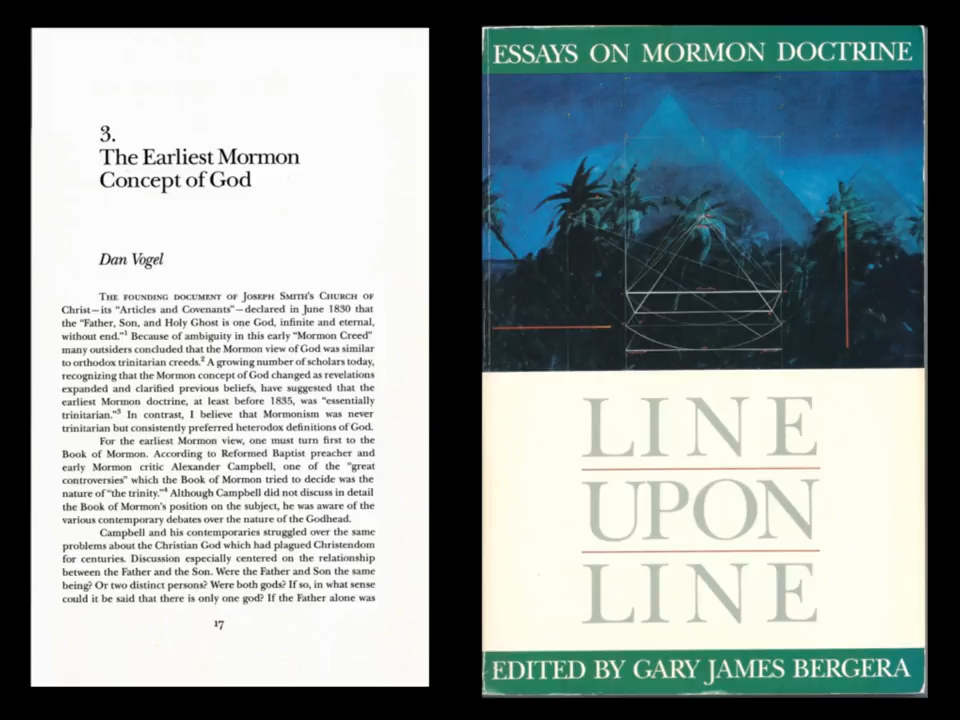 3.
The Earliest Mormon
Concept of God
Dan Vogel
THE FOUNDING DOCUMENT OF JOSEPH SMITH'S CHURCH OF
Christ—its "Articles and Covenants"—declared in June 1830 that
the "Father, Son, and Holy Ghost is one God, infinite and eternal,
without end."1 Because of ambiguity in this early "Mormon Creed"
many outsiders concluded that the Mormon view of God was similar
to orthodox trinitarian creeds.2 A growing number of scholars today,
recognizing that the Mormon concept of God changed as revelations
expanded and clarified previous beliefs, have suggested that the
earliest Mormon doctrine, at least before 1835, was "essentially
trinitarian."3 In contrast, I believe that Mormonism was never
trinitarian but consistently preferred heterodox definitions of God.
For the earliest Mormon view, one must turn first to the
Book of Mormon. According to Reformed Baptist preacher and
early Mormon critic Alexander Campbell, one of the "great
controversies" which the Book of Mormon tried to decide was the
nature of "the trinity."4 Although Campbell did not discuss in detail
the Book of Mormon's position on the subject, he was aware of the
various contemporary debates over the nature of the Godhead.
Campbell and his contemporaries struggled over the same
problems about the Christian God which had plagued Christendom
for centuries. Discussion especially centered on the relationship
between the Father and the Son. Were the Father and Son the same
being? Or two distinct persons? Were both gods? If so, in what sense
could it be said that there is only one god? If the Father alone was
17
ESSAYS ON MORMON DOCTRINE
LINE
UPON
LINE
EDITED BY GARY JAMES BERGERA